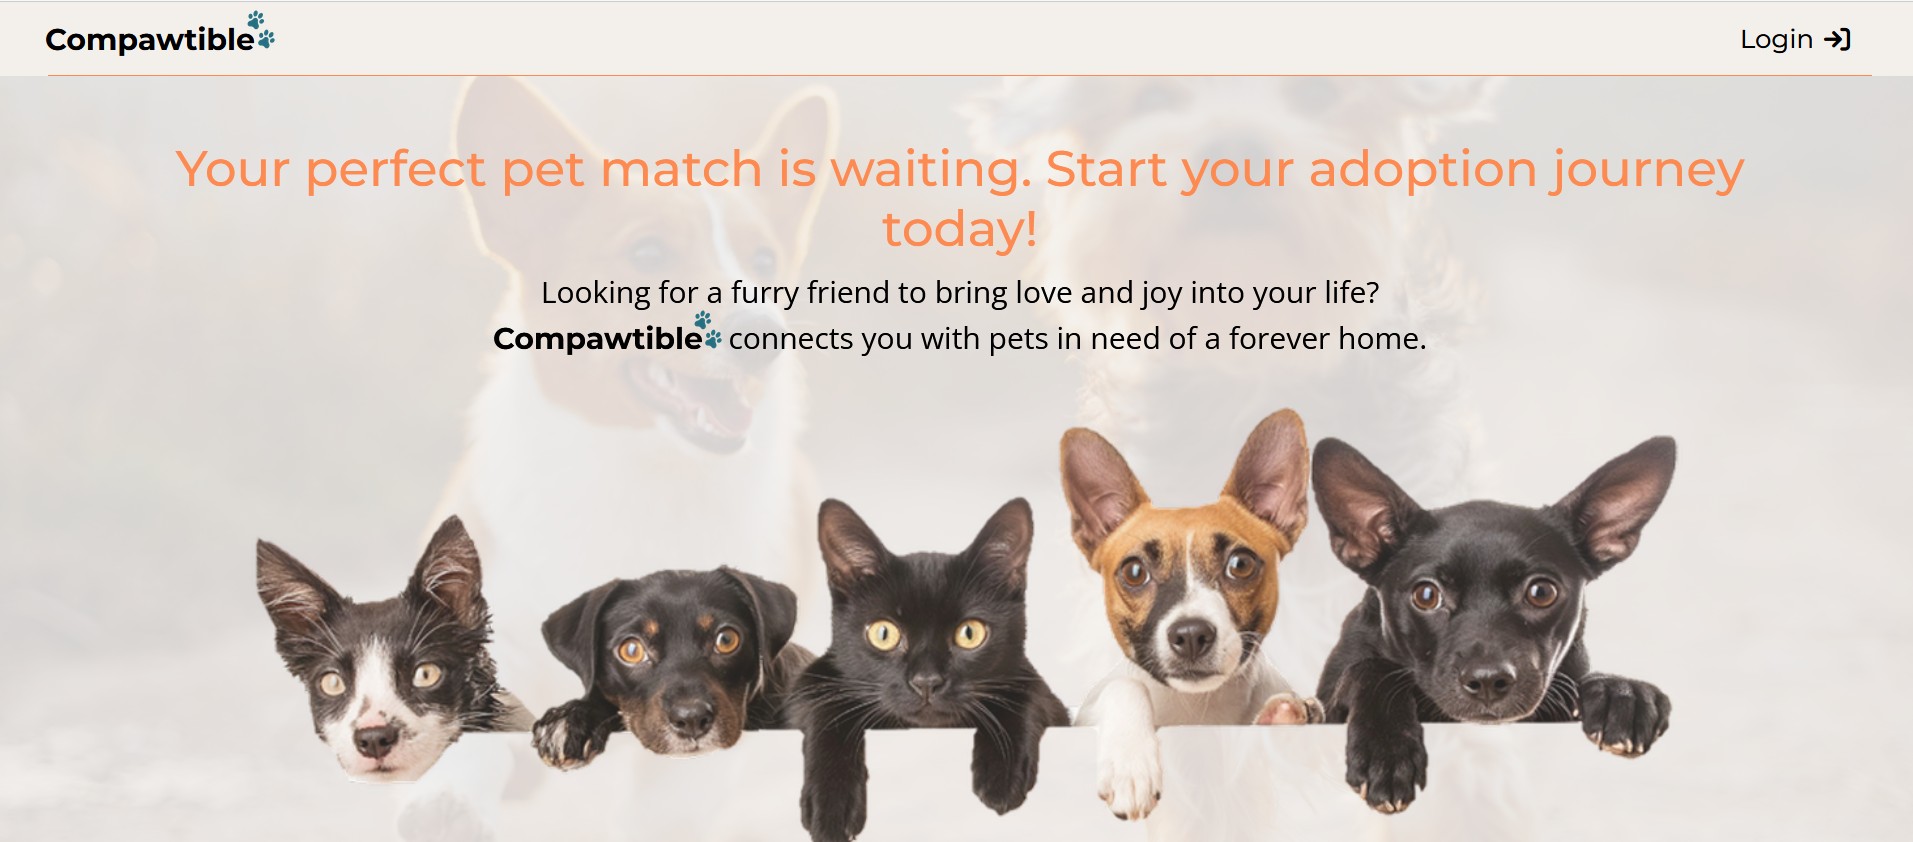 Compawtible
Login
Your perfect pet match is waiting. Start your adoption journey
today!
Looking for a furry friend to bring love and joy into your life?
Compawtible connects you with pets in need of a forever home.